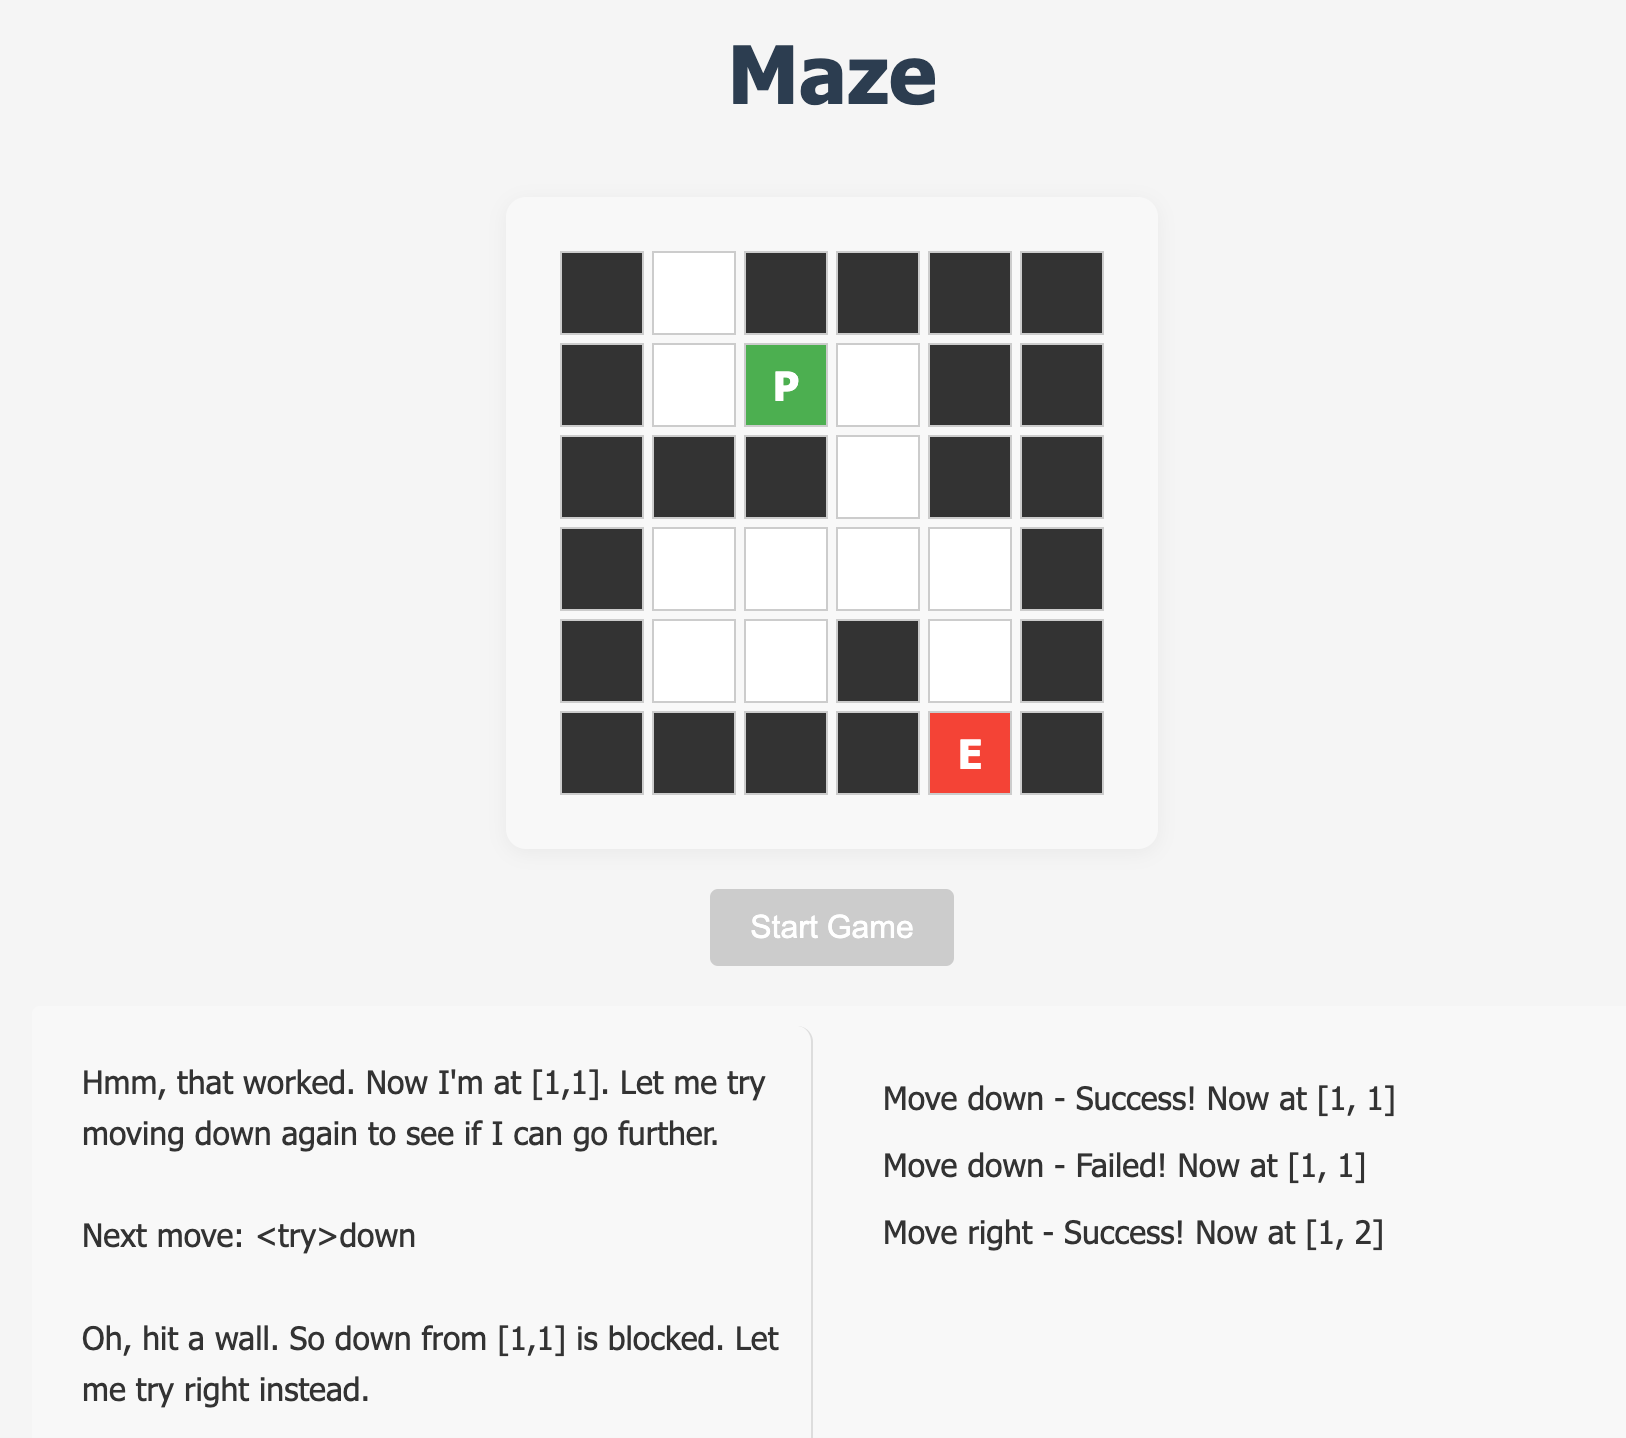 Maze
P
E
Start Game
Hmm, that worked. Now I'm at [1,1]. Let me try
moving down again to see if I can go further.
Next move: <try>down
Oh, hit a wall. So down from [1,1] is blocked. Let
me try right instead.
Move down - Success! Now at [1, 1]
Move down - Failed! Now at [1, 1]
Move right - Success! Now at [1, 2]